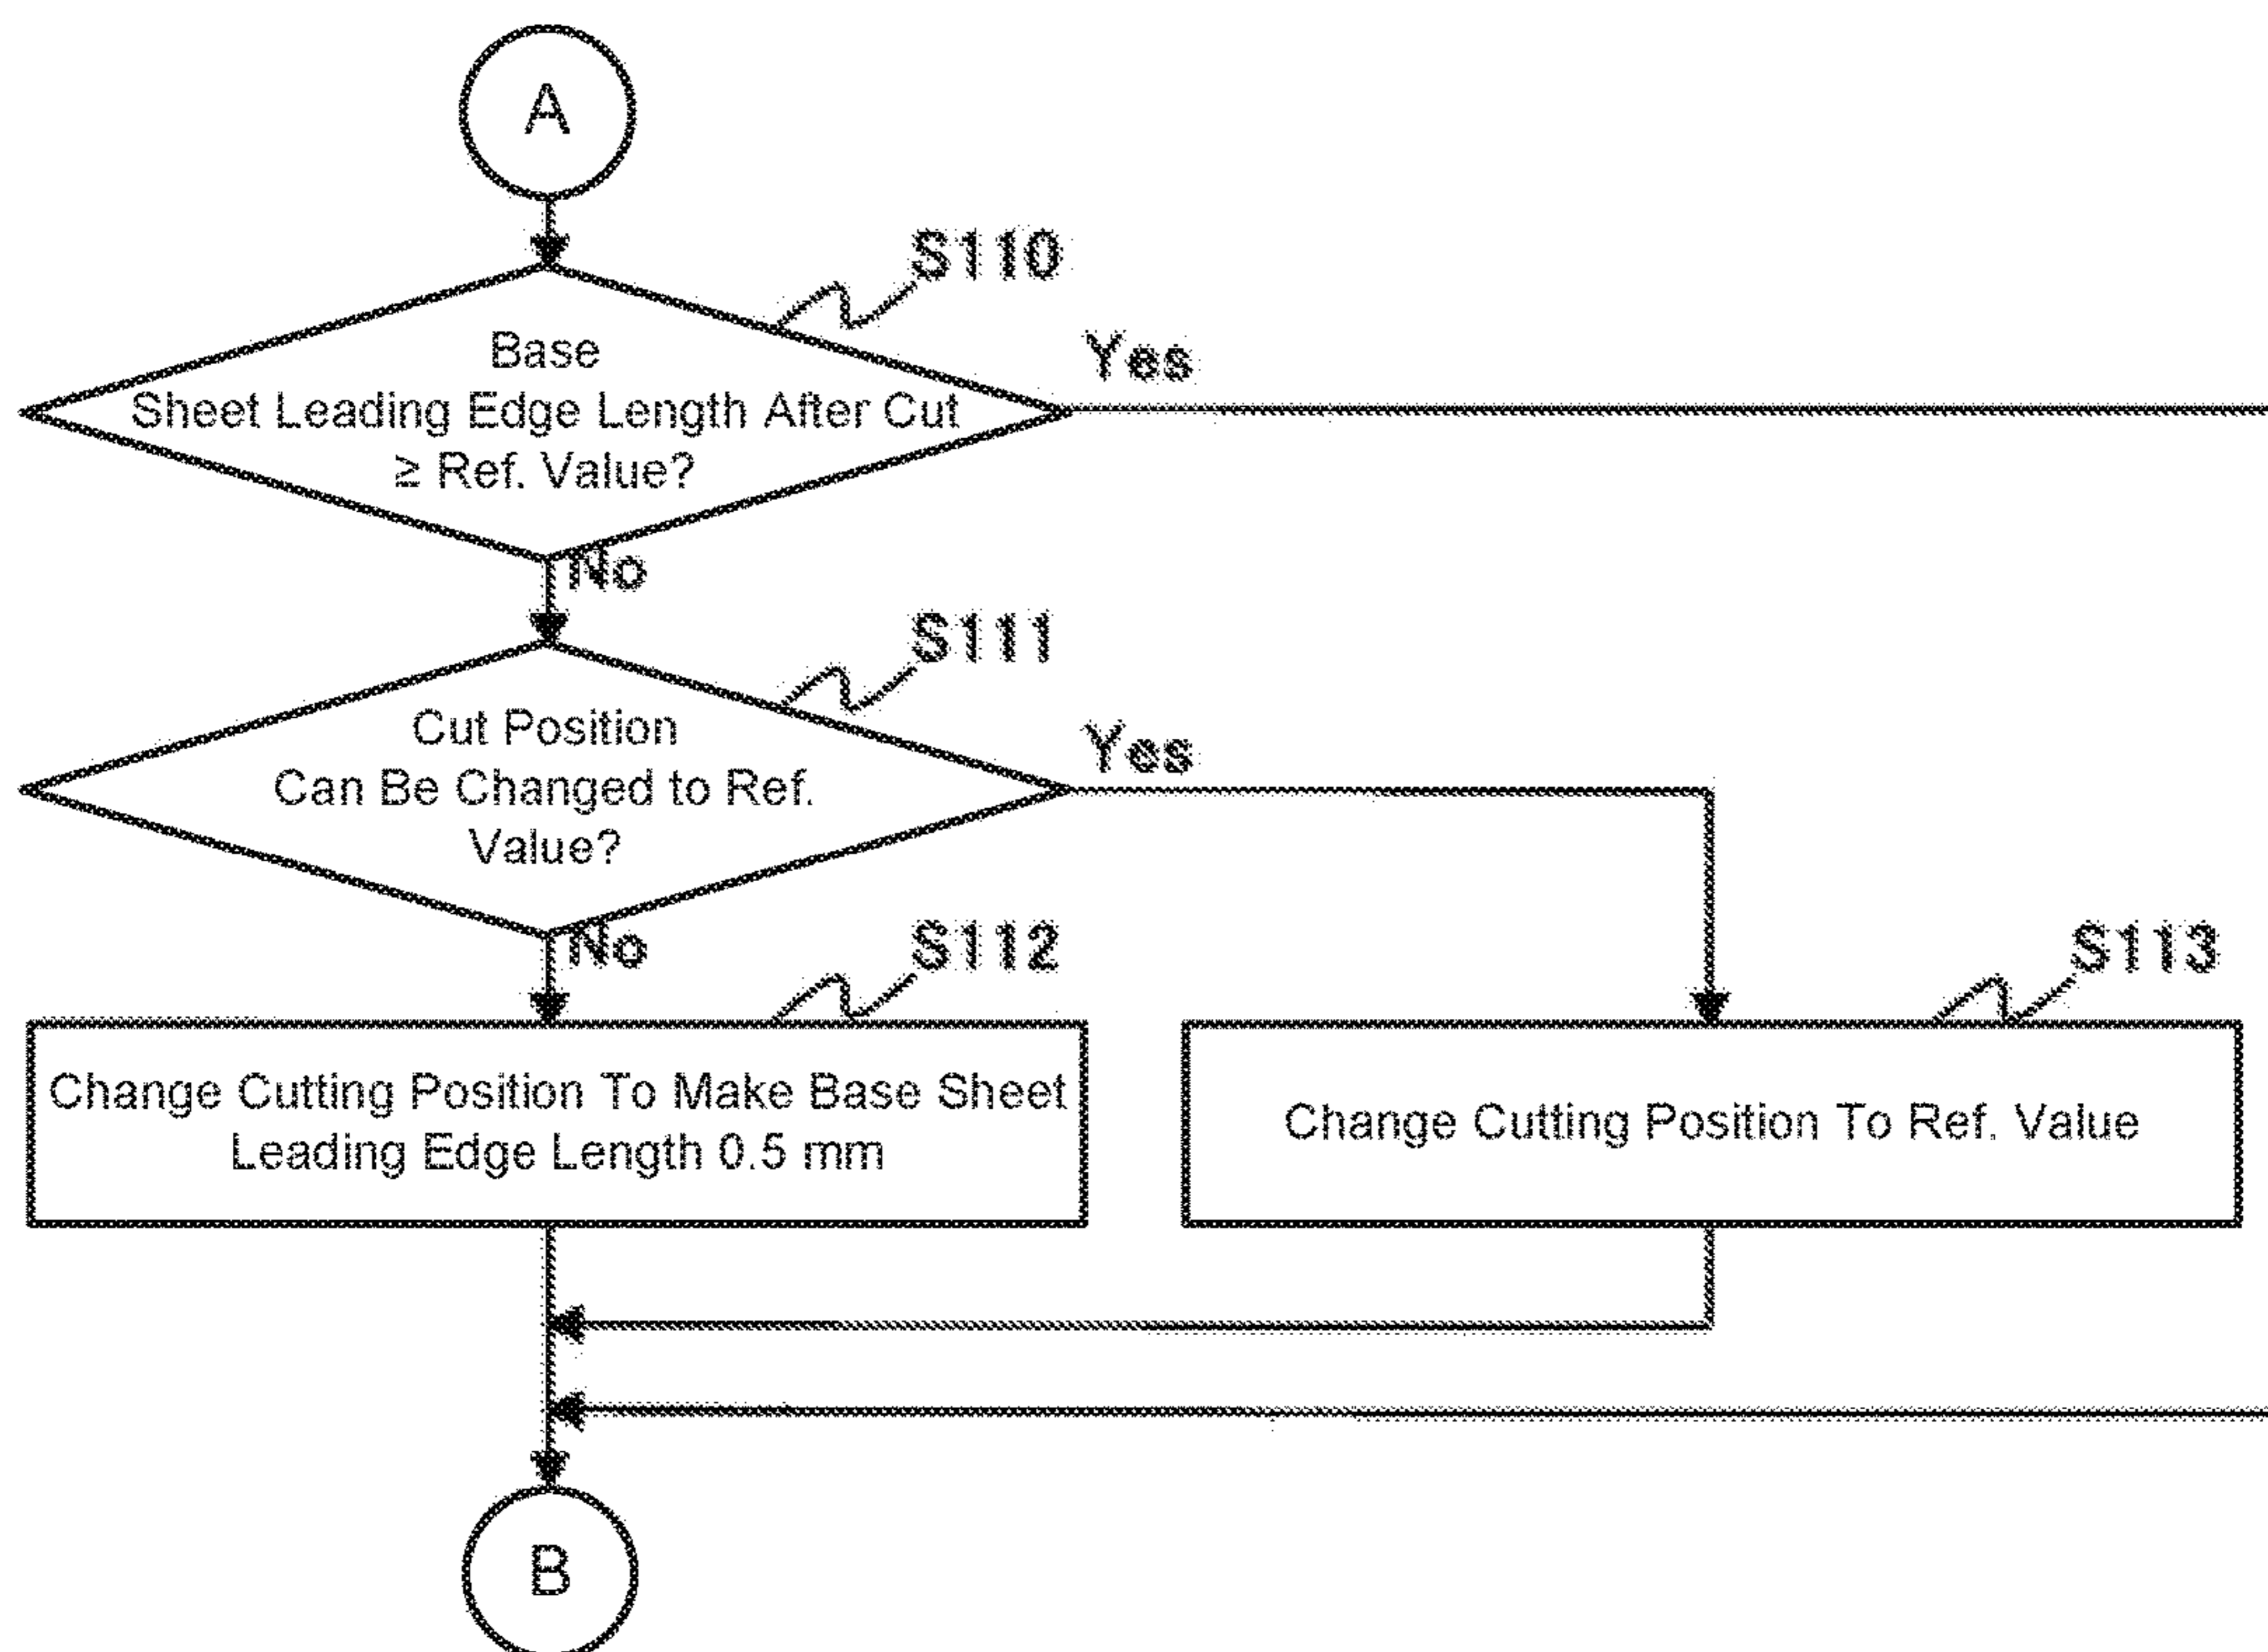 A
S110
Base
Sheet Leading Edge Length After Cut
≥ Ref. Value?
Yes
No
S111
Cut Position
Can Be Changed to Ref.
Value?
Yes
No
S112
Change Cutting Position To Make Base Sheet
Leading Edge Length 0.5 mm
S113
Change Cutting Position To Ref. Value
B